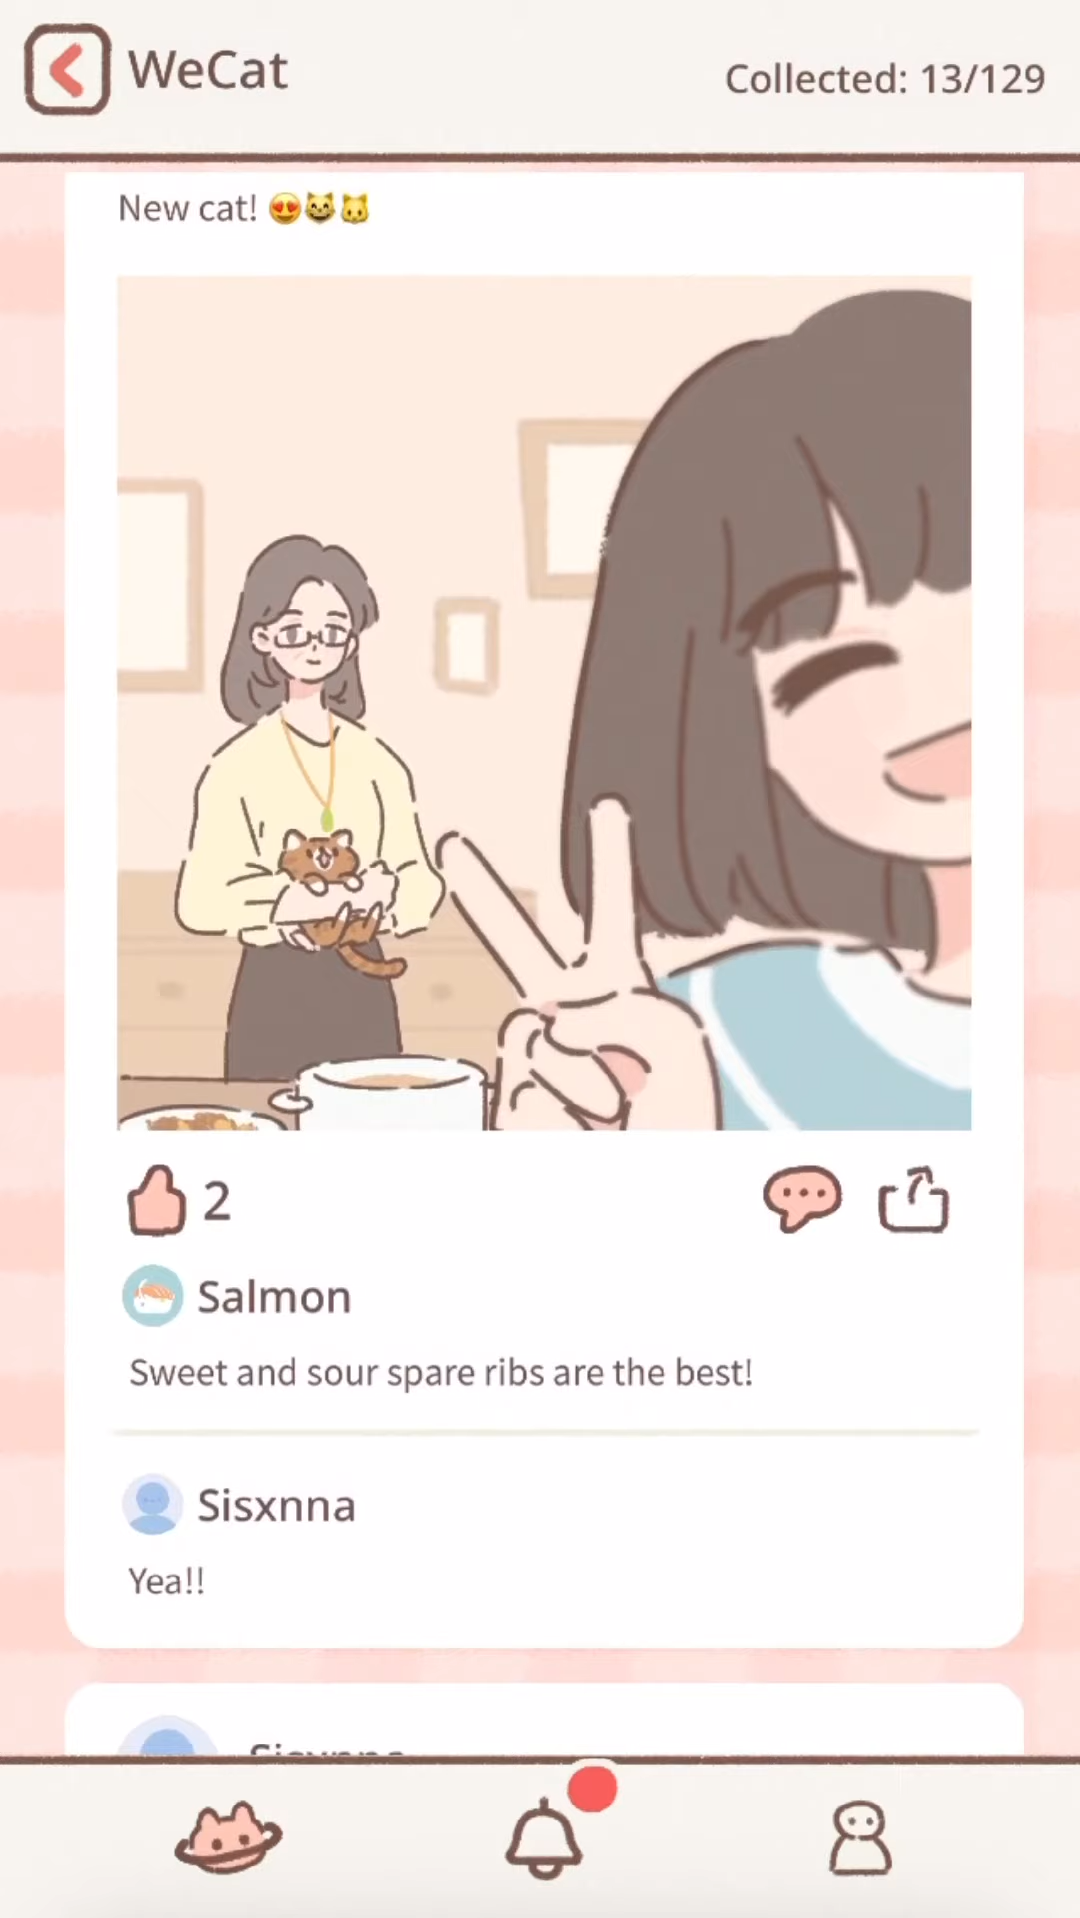 WeCat
Collected: 13/129
New cat! 😍😺🐱
2
Salmon
Sweet and sour spare ribs are the best!
Sisxnna
Yea!!